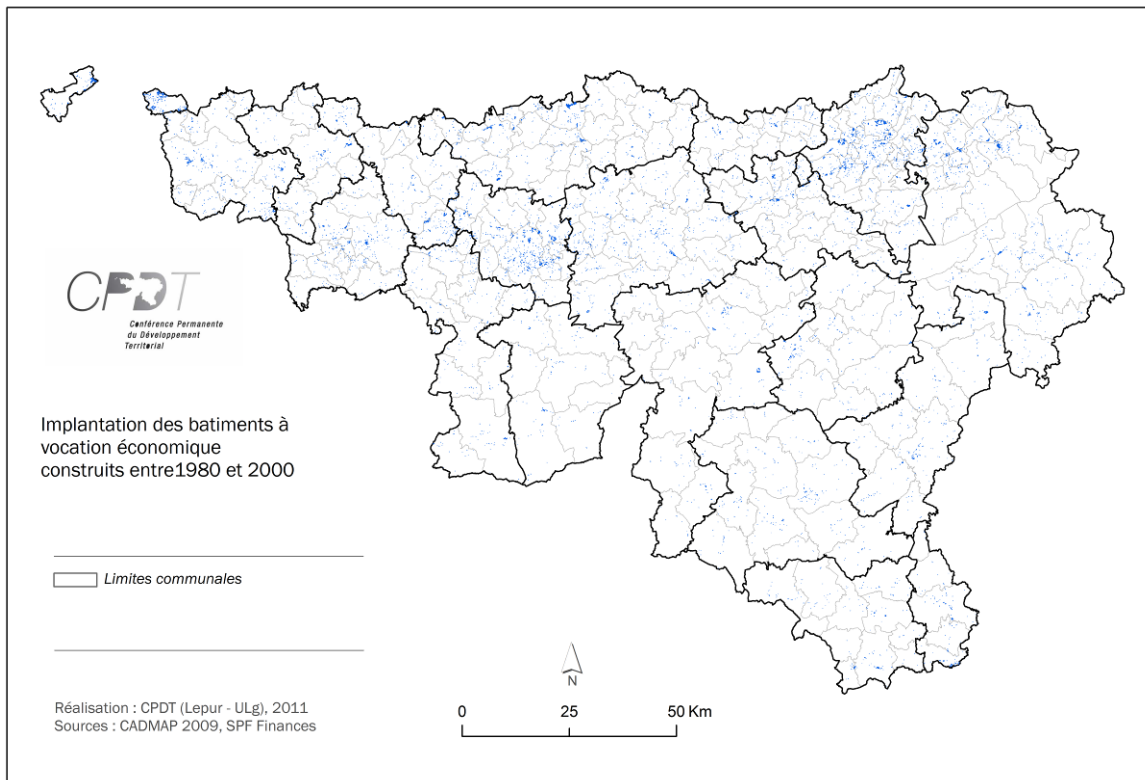 CPDT
Conférence Permanente
du Développement
Territorial
Implantation des batiments à
vocation économique
construits entre1980 et 2000
Limites communales
Réalisation : CPDT (Lepur - ULg), 2011
Sources : CADMAP 2009, SPF Finances
N
0 25 50 Km